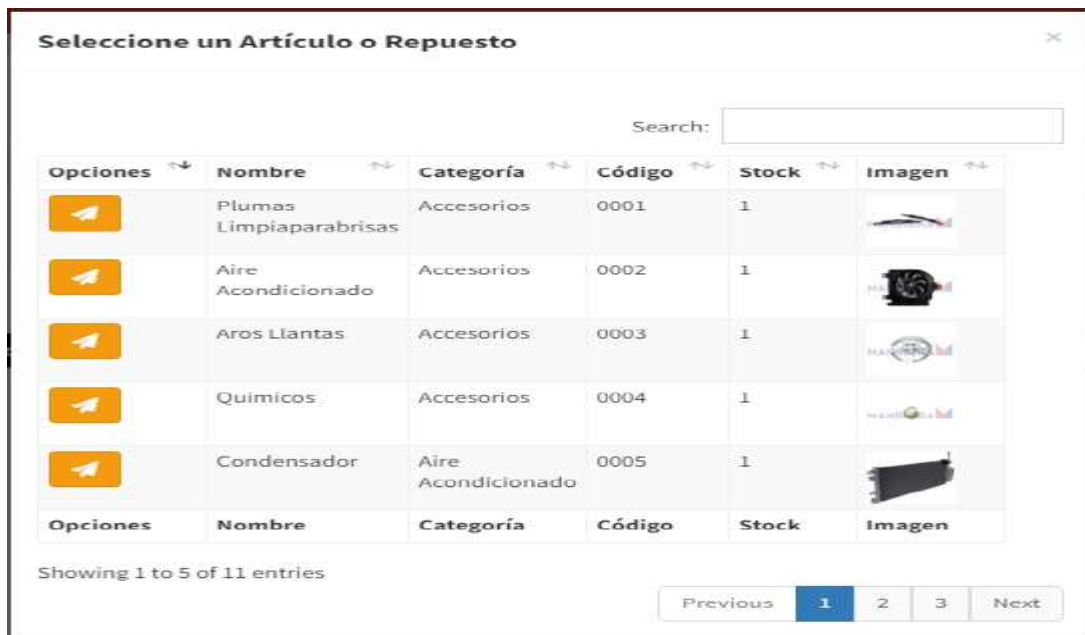 Seleccione un Artículo o Repuesto ×
Search:
Opciones Nombre Categoría Código Stock Imagen
Plumas Accesorios 0001 1
Limpiaparabrisas
Aire Accesorios 0002 1
Acondicionado
Aros Llantas Accesorios 0003 1
Quimicos Accesorios 0004 1
Condensador Aire 0005 1
Acondicionado
Opciones Nombre Categoría Código Stock Imagen
Showing 1 to 5 of 11 entries
Previous 1 2 3 Next